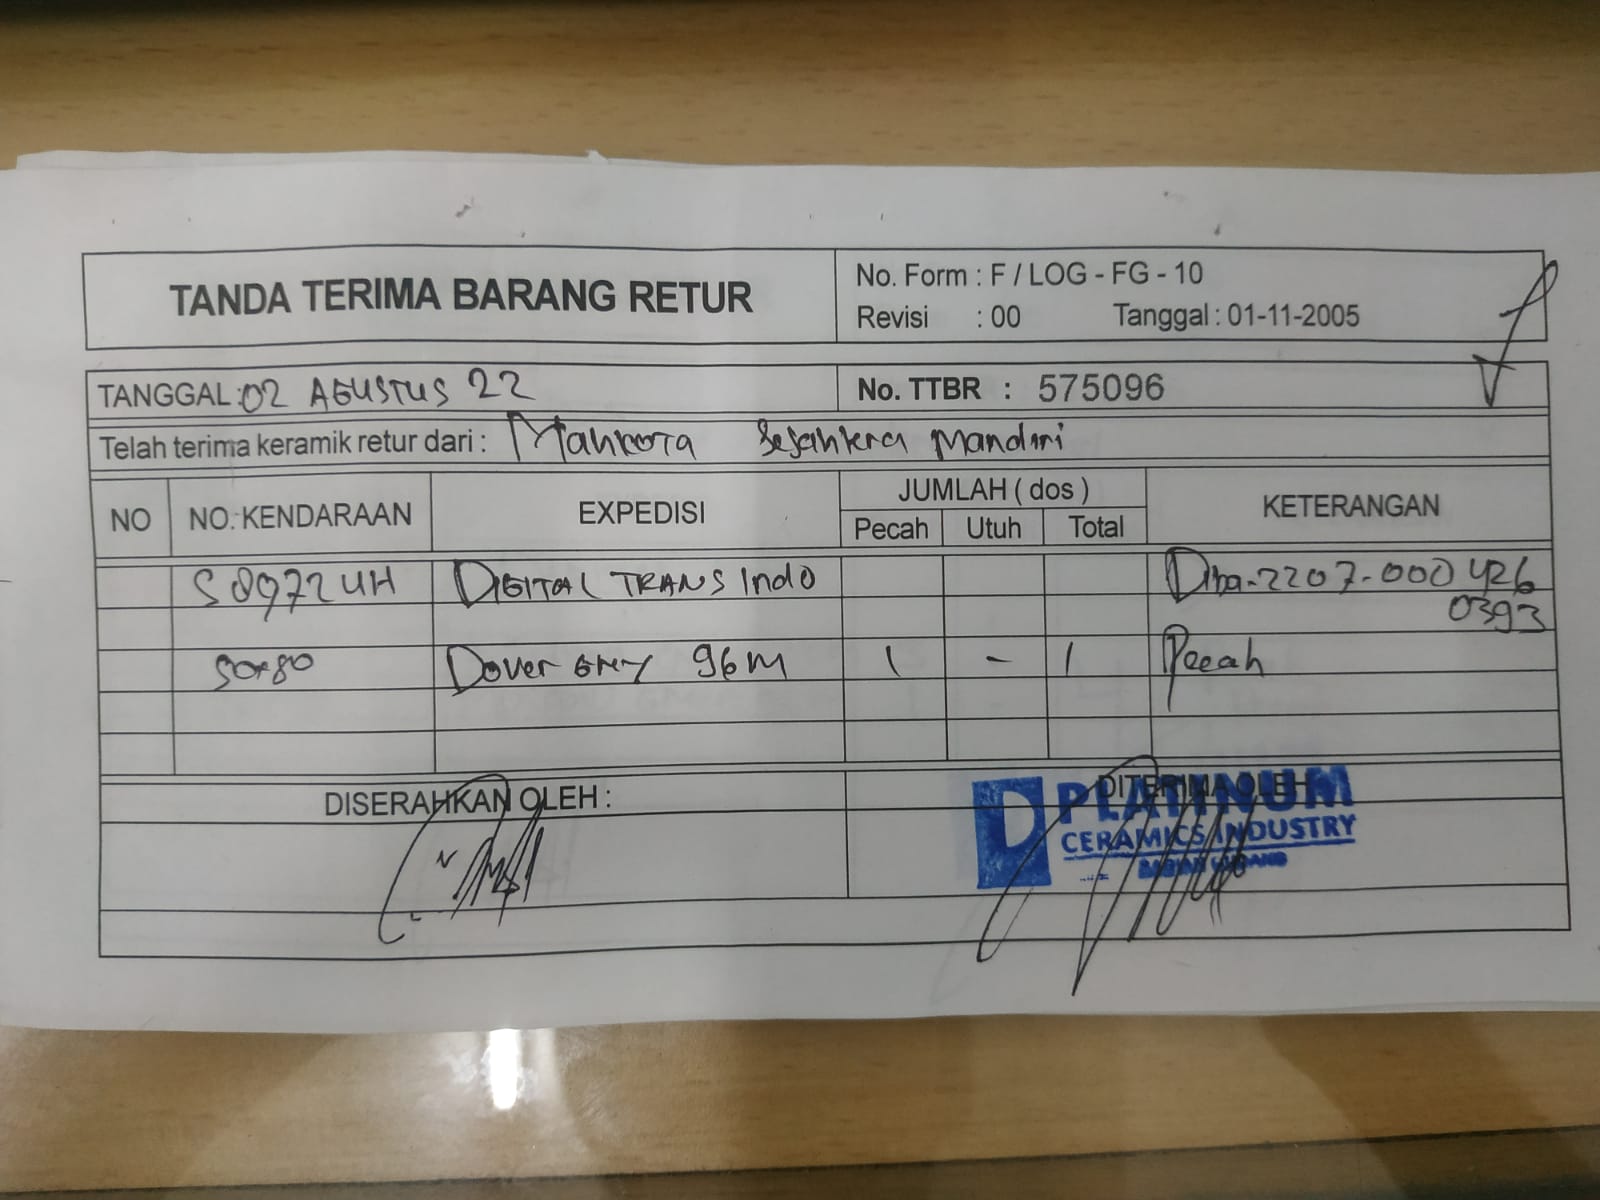 TANDA TERIMA BARANG RETUR
No. Form : F / LOG - FG - 10
Revisi : 00 Tanggal : 01-11-2005
TANGGAL : 02 AGUSTUS 22
No. TTBR : 575096
Telah terima keramik retur dari : Mahkota Sejahtera Mandiri
NO NO. KENDARAAN EXPEDISI JUMLAH ( dos ) KETERANGAN
Pecah Utuh Total
S 8972 UH DIGITAL TRANS Indo 2207-000426
0393
50x80 Dover GREY 96M 1 - 1 Pecah
DISERAHKAN OLEH :
DITERIMA OLEH
PLATINUM
CERAMICS INDUSTRY